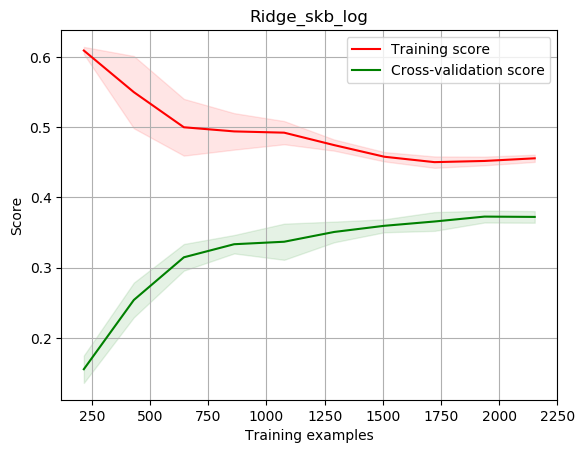 Ridge_skb_log
Training score
Cross-validation score
0.6
0.5
0.4
0.3
0.2
Score
250
500
750
1000
1250
1500
1750
2000
2250
Training examples